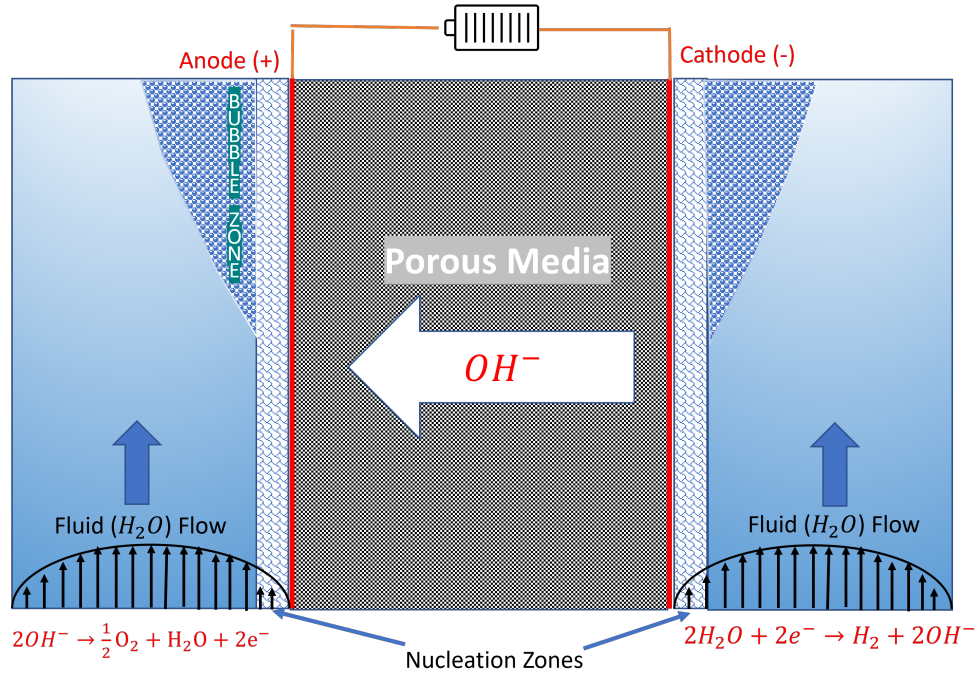 Anode (+)
Cathode (-)
BUBBLE ZONE
Porous Media
OH⁻
Fluid (H₂O) Flow
Fluid (H₂O) Flow
2OH⁻ → ½O₂ + H₂O + 2e⁻
2H₂O + 2e⁻ → H₂ + 2OH⁻
Nucleation Zones